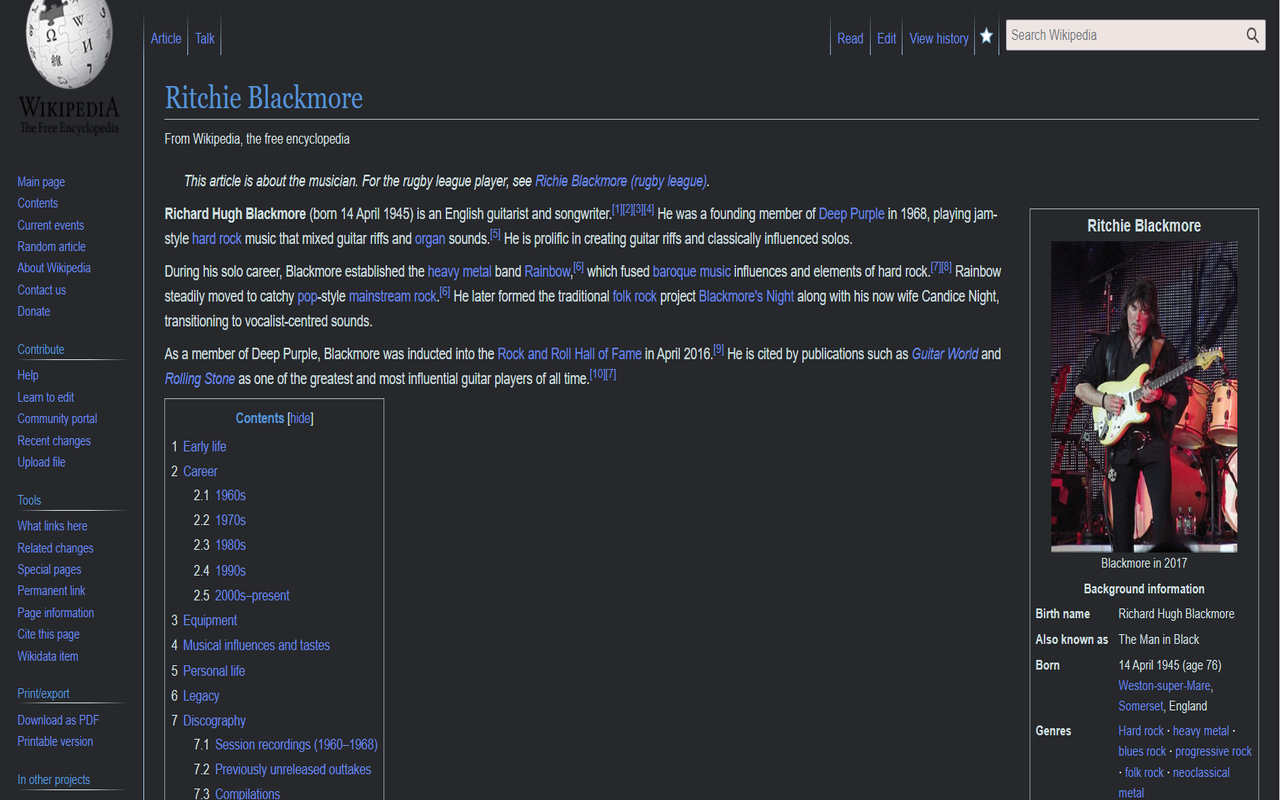 Article
Talk
Read
Edit
View history
Search Wikipedia
Ω
W
И
維
7
WIKIPEDIA
The Free Encyclopedia
Main page
Contents
Current events
Random article
About Wikipedia
Contact us
Donate
Contribute
Help
Learn to edit
Community portal
Recent changes
Upload file
Tools
What links here
Related changes
Special pages
Permanent link
Page information
Cite this page
Wikidata item
Print/export
Download as PDF
Printable version
In other projects
Ritchie Blackmore
From Wikipedia, the free encyclopedia
This article is about the musician. For the rugby league player, see Richie Blackmore (rugby league).
Richard Hugh Blackmore (born 14 April 1945) is an English guitarist and songwriter.[1][2][3][4] He was a founding member of Deep Purple in 1968, playing jam-
style hard rock music that mixed guitar riffs and organ sounds.[5] He is prolific in creating guitar riffs and classically influenced solos.
During his solo career, Blackmore established the heavy metal band Rainbow,[6] which fused baroque music influences and elements of hard rock.[7][8] Rainbow
steadily moved to catchy pop-style mainstream rock.[6] He later formed the traditional folk rock project Blackmore's Night along with his now wife Candice Night,
transitioning to vocalist-centred sounds.
As a member of Deep Purple, Blackmore was inducted into the Rock and Roll Hall of Fame in April 2016.[9] He is cited by publications such as Guitar World and
Rolling Stone as one of the greatest and most influential guitar players of all time.[10][7]
Contents [hide]
1 Early life
2 Career
2.1 1960s
2.2 1970s
2.3 1980s
2.4 1990s
2.5 2000s–present
3 Equipment
4 Musical influences and tastes
5 Personal life
6 Legacy
7 Discography
7.1 Session recordings (1960–1968)
7.2 Previously unreleased outtakes
7.3 Compilations
Ritchie Blackmore
Blackmore in 2017
Background information
Birth name Richard Hugh Blackmore
Also known as The Man in Black
Born 14 April 1945 (age 76)
Weston-super-Mare,
Somerset, England
Genres Hard rock · heavy metal ·
blues rock · progressive rock
· folk rock · neoclassical
metal